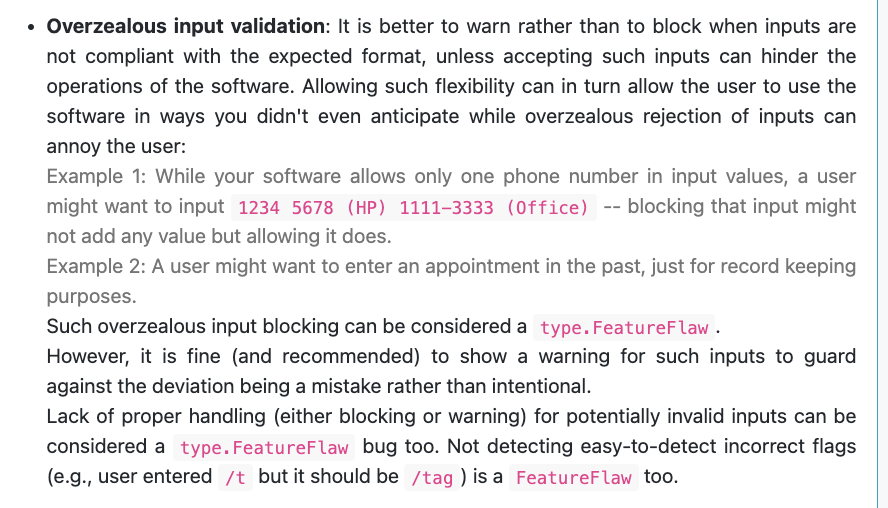 • Overzealous input validation: It is better to warn rather than to block when inputs are
not compliant with the expected format, unless accepting such inputs can hinder the
operations of the software. Allowing such flexibility can in turn allow the user to use the
software in ways you didn't even anticipate while overzealous rejection of inputs can
annoy the user:
Example 1: While your software allows only one phone number in input values, a user
might want to input 1234 5678 (HP) 1111-3333 (Office) -- blocking that input might
not add any value but allowing it does.
Example 2: A user might want to enter an appointment in the past, just for record keeping
purposes.
Such overzealous input blocking can be considered a type.FeatureFlaw.
However, it is fine (and recommended) to show a warning for such inputs to guard
against the deviation being a mistake rather than intentional.
Lack of proper handling (either blocking or warning) for potentially invalid inputs can be
considered a type.FeatureFlaw bug too. Not detecting easy-to-detect incorrect flags
(e.g., user entered /t but it should be /tag ) is a FeatureFlaw too.